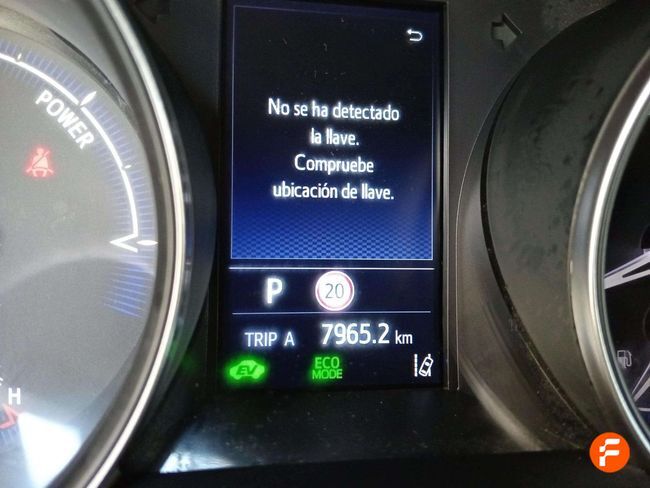 POWER
No se ha detectado
la llave.
Compruebe
ubicación de llave.
P
20
TRIP A 7965.2 km
EV
ECO
MODE
H